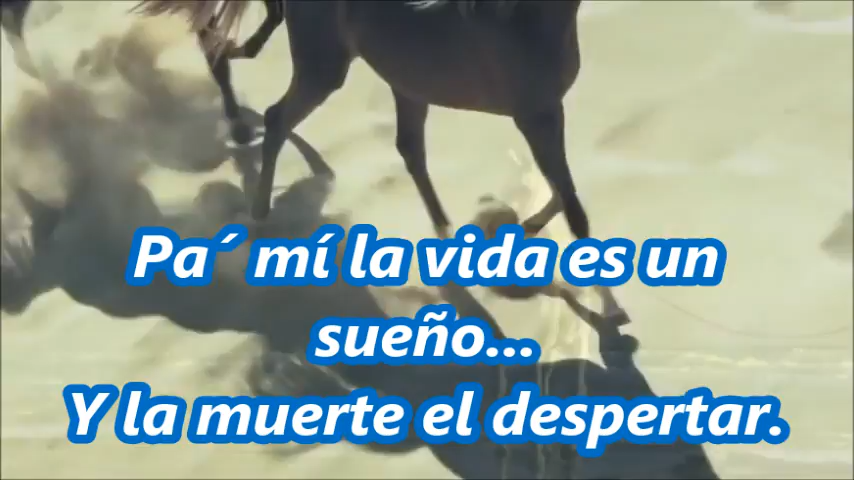 Pa´ mí la vida es un
sueño...
Y la muerte el despertar.